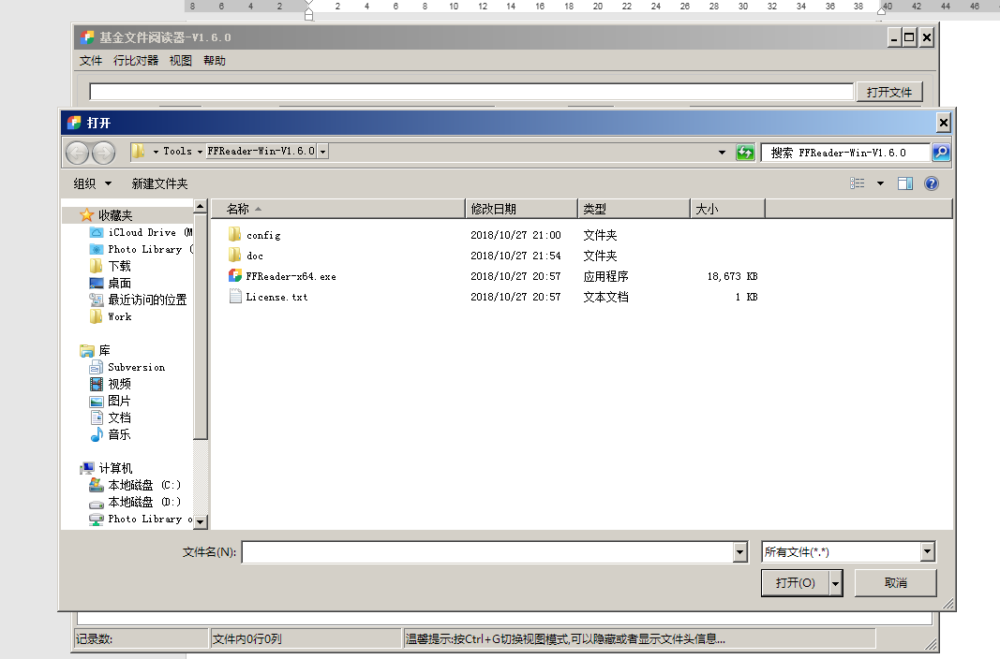 8 6 4 2 2 4 6 8 10 12 14 16 18 20 22 24 26 28 30 32 34 36 38 40 42 44 46
基金文件阅读器-V1.6.0
文件 行比对器 视图 帮助
打开文件
打开
Tools FFReader-Win-V1.6.0
搜索 FFReader-Win-V1.6.0
组织 新建文件夹
收藏夹
iCloud Drive (M
Photo Library (
下载
桌面
最近访问的位置
Work
库
Subversion
视频
图片
文档
音乐
计算机
本地磁盘 (C:)
本地磁盘 (D:)
Photo Library o
名称 修改日期 类型 大小
config 2018/10/27 21:00 文件夹
doc 2018/10/27 21:54 文件夹
FFReader-x64.exe 2018/10/27 20:57 应用程序 18,673 KB
License.txt 2018/10/27 20:57 文本文档 1 KB
文件名(N):
所有文件(*.*)
打开(O) 取消
记录数: 文件内0行0列 温馨提示:按Ctrl+G切换视图模式,可以隐藏或者显示文件头信息...